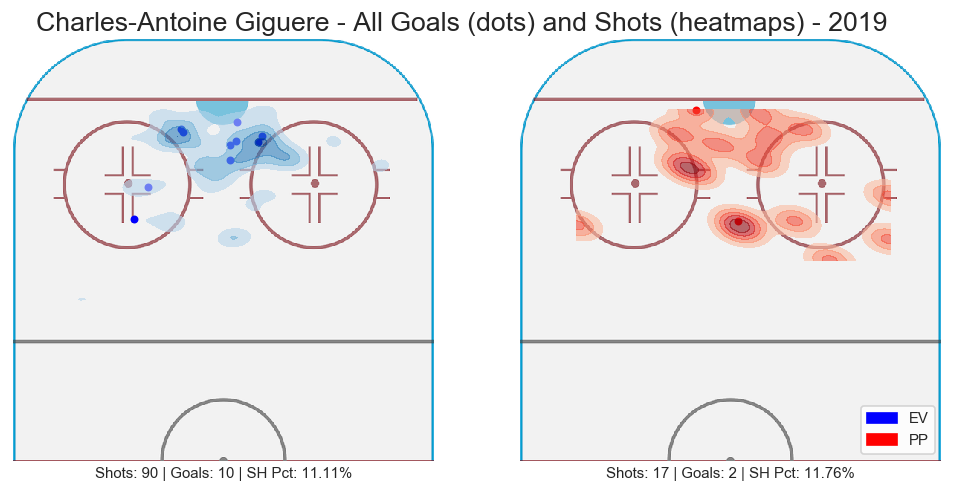 Charles-Antoine Giguere - All Goals (dots) and Shots (heatmaps) - 2019
EV
PP
Shots: 90 | Goals: 10 | SH Pct: 11.11%
Shots: 17 | Goals: 2 | SH Pct: 11.76%